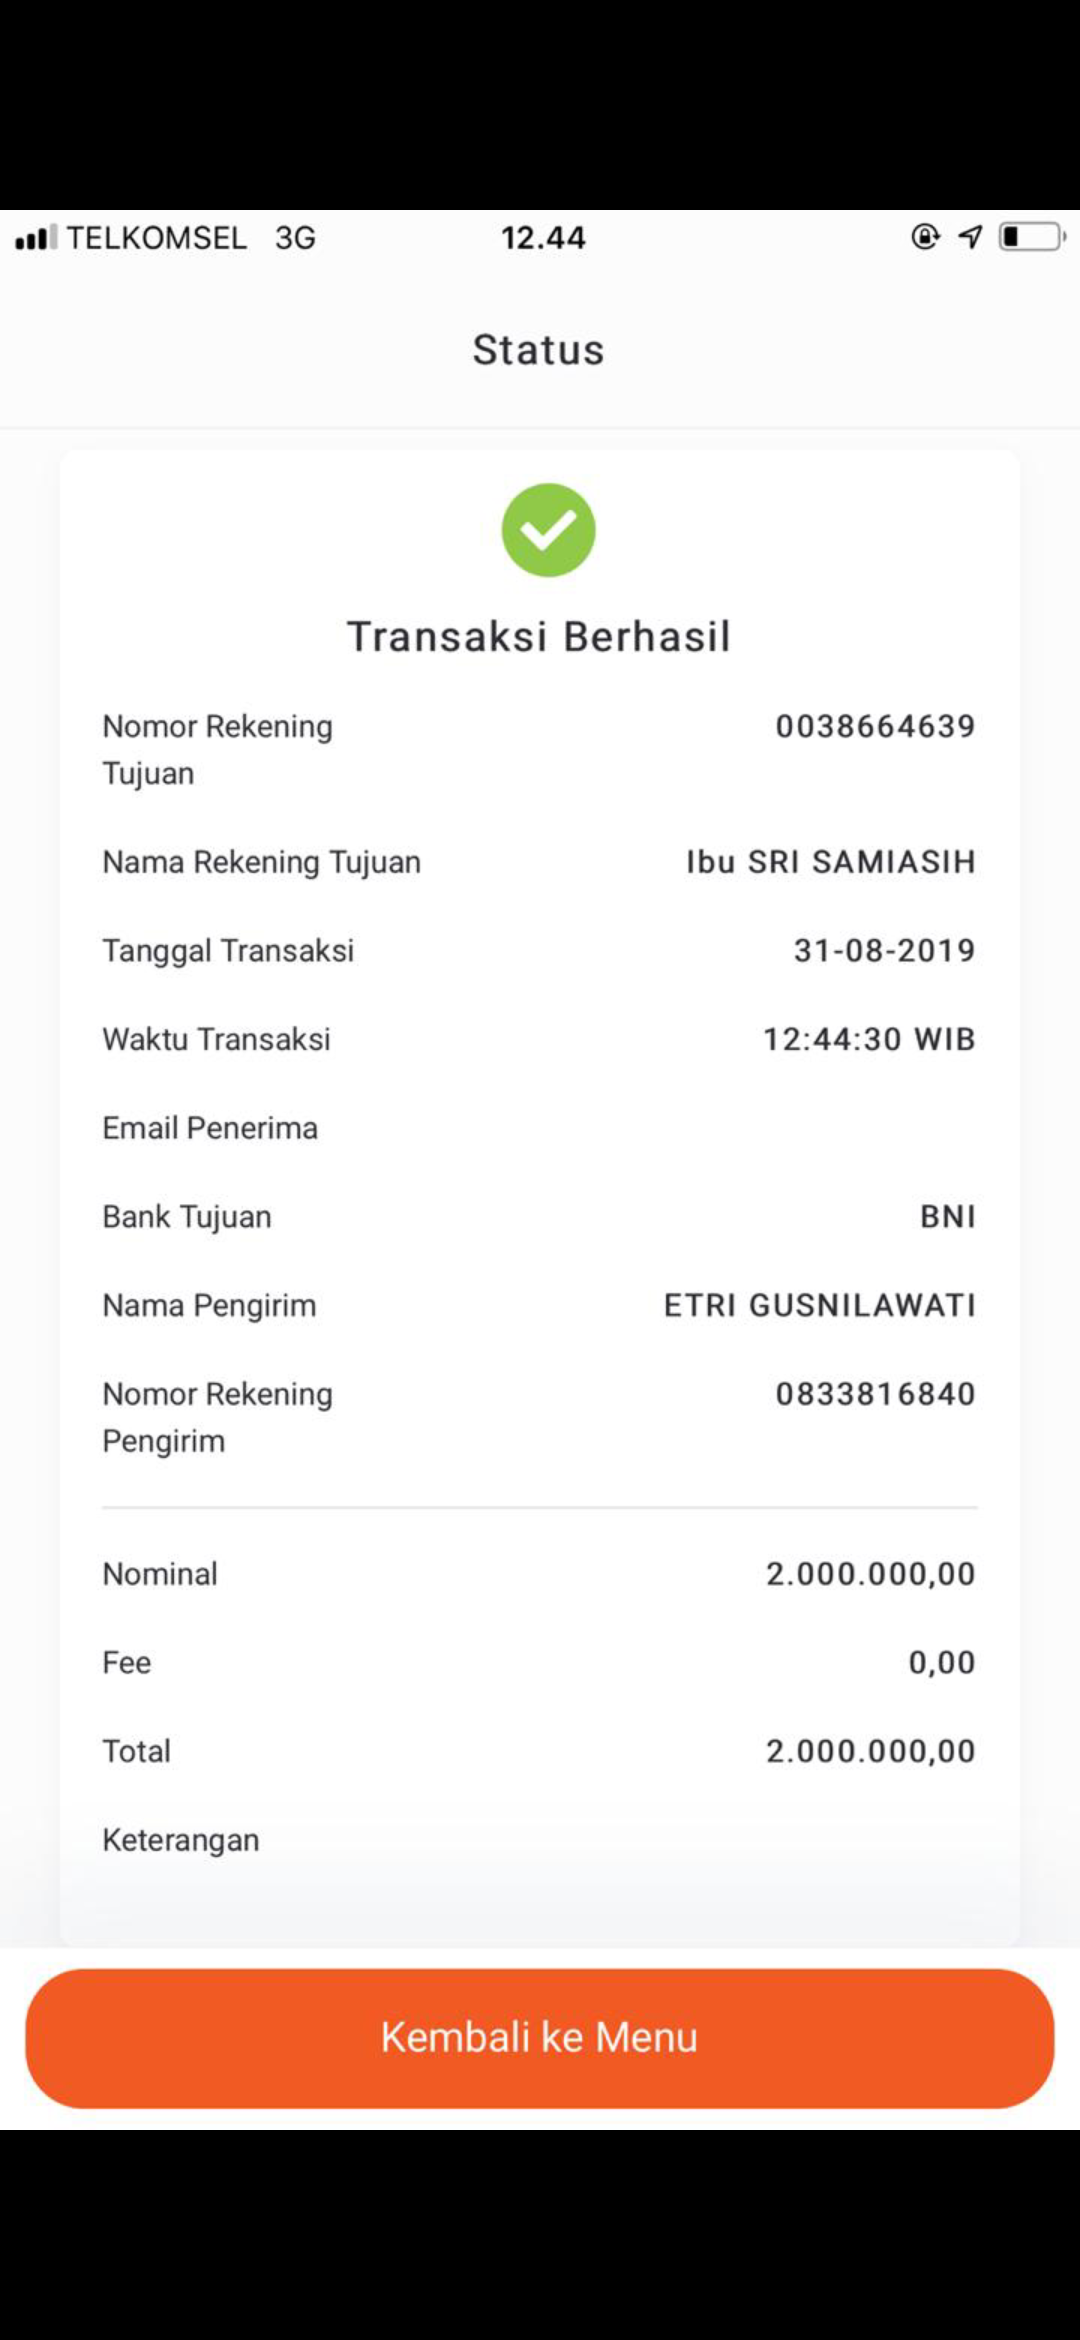 TELKOMSEL 3G 12.44
Status
Transaksi Berhasil
Nomor Rekening 0038664639
Tujuan
Nama Rekening Tujuan Ibu SRI SAMIASIH
Tanggal Transaksi 31-08-2019
Waktu Transaksi 12:44:30 WIB
Email Penerima
Bank Tujuan BNI
Nama Pengirim ETRI GUSNILAWATI
Nomor Rekening 0833816840
Pengirim
Nominal 2.000.000,00
Fee 0,00
Total 2.000.000,00
Keterangan
Kembali ke Menu